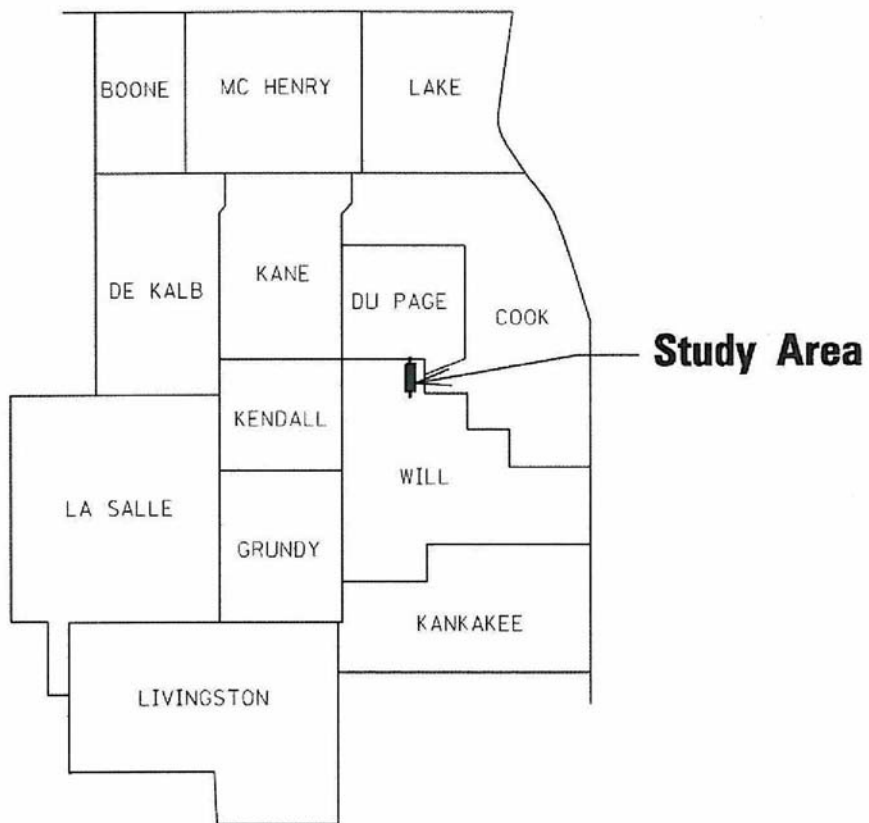 BOONE
MC HENRY
LAKE
DE KALB
KANE
DU PAGE
COOK
Study Area
KENDALL
WILL
LA SALLE
GRUNDY
KANKAKEE
LIVINGSTON